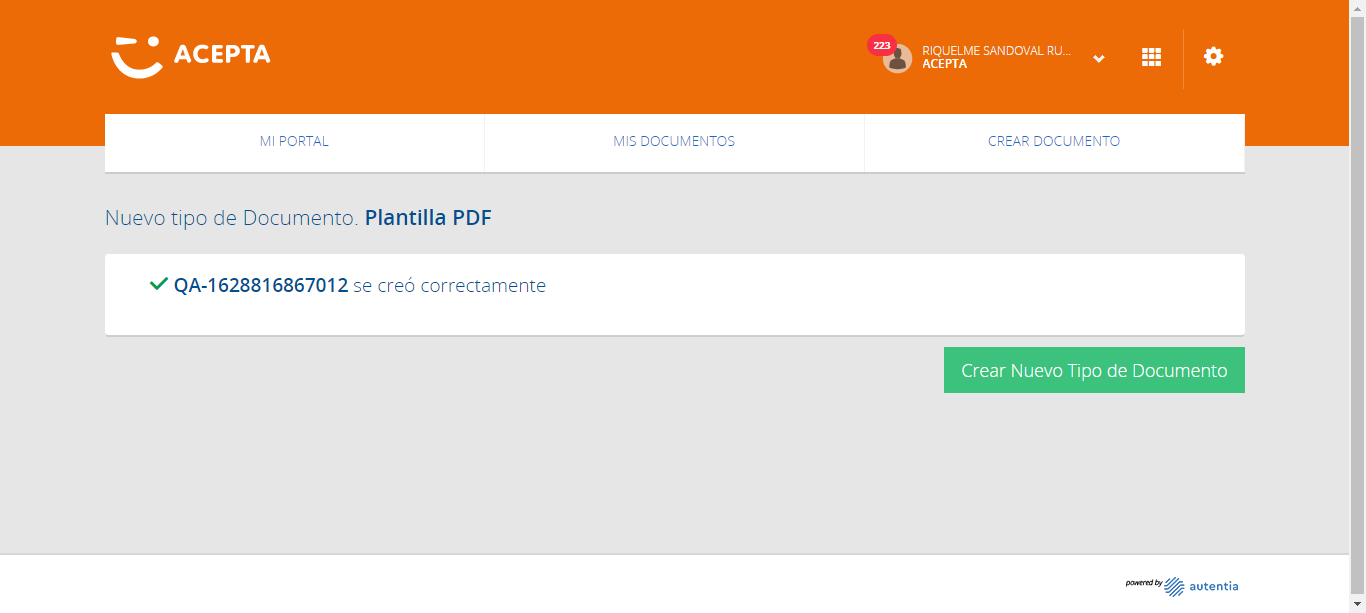 ACEPTA
223
RIQUELME SANDOVAL RU...
ACEPTA
MI PORTAL
MIS DOCUMENTOS
CREAR DOCUMENTO
Nuevo tipo de Documento. Plantilla PDF
QA-1628816867012 se creó correctamente
Crear Nuevo Tipo de Documento
powered by autentia